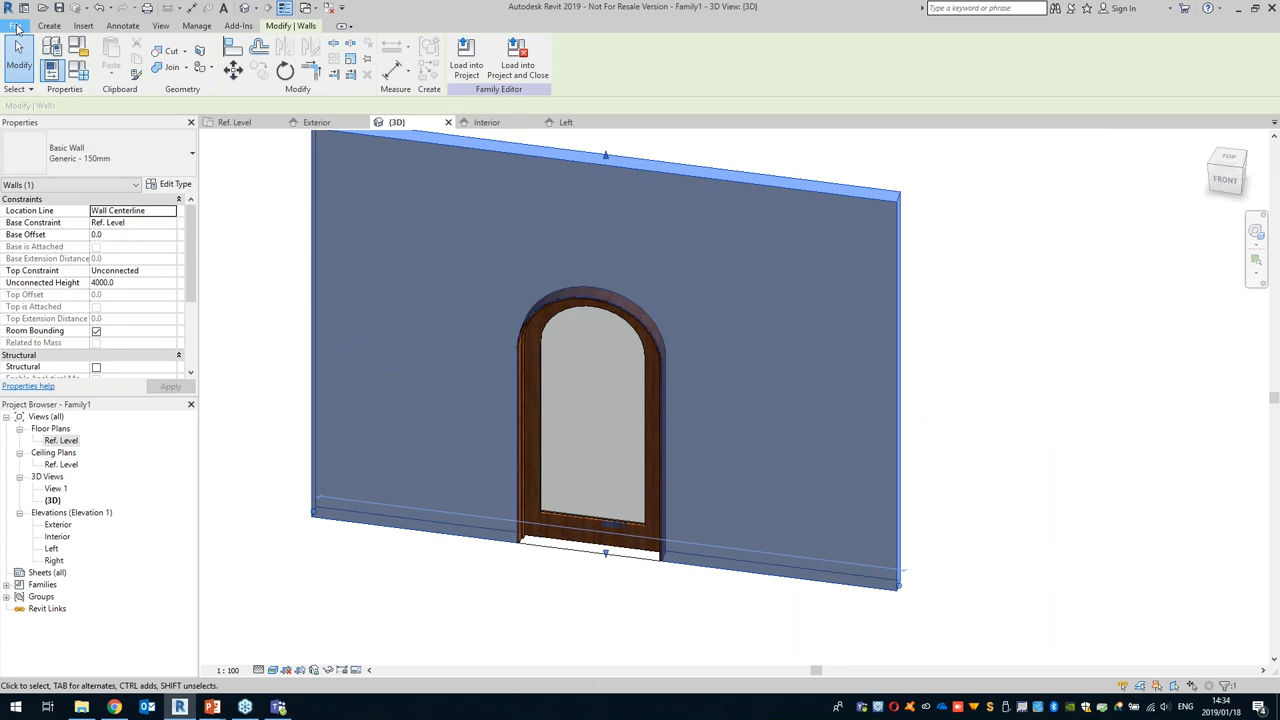 Autodesk Revit 2019 - Not For Resale Version - Family1 - 3D View: {3D}
Type a keyword or phrase
Sign In
Create
Insert
Annotate
View
Manage
Add-Ins
Modify | Walls
Modify
Paste
Cut
Join
Load into
Project
Load into
Project and Close
Select
Properties
Clipboard
Geometry
Modify
Measure
Create
Family Editor
Modify | Walls
Properties
Basic Wall
Generic - 150mm
Walls (1)
Edit Type
Constraints
Location Line Wall Centerline
Base Constraint Ref. Level
Base Offset 0.0
Base is Attached
Base Extension Distance 0.0
Top Constraint Unconnected
Unconnected Height 4000.0
Top Offset 0.0
Top is Attached
Top Extension Distance 0.0
Room Bounding
Related to Mass
Structural
Structural
Properties help
Apply
Project Browser - Family1
Views (all)
Floor Plans
Ref. Level
Ceiling Plans
Ref. Level
3D Views
View 1
{3D}
Elevations (Elevation 1)
Exterior
Interior
Left
Right
Sheets (all)
Families
Groups
Revit Links
Ref. Level
Exterior
{3D}
Interior
Left
TOP
FRONT
1 : 100
Click to select, TAB for alternates, CTRL adds, SHIFT unselects.
:1
ENG
14:34
2019/01/18